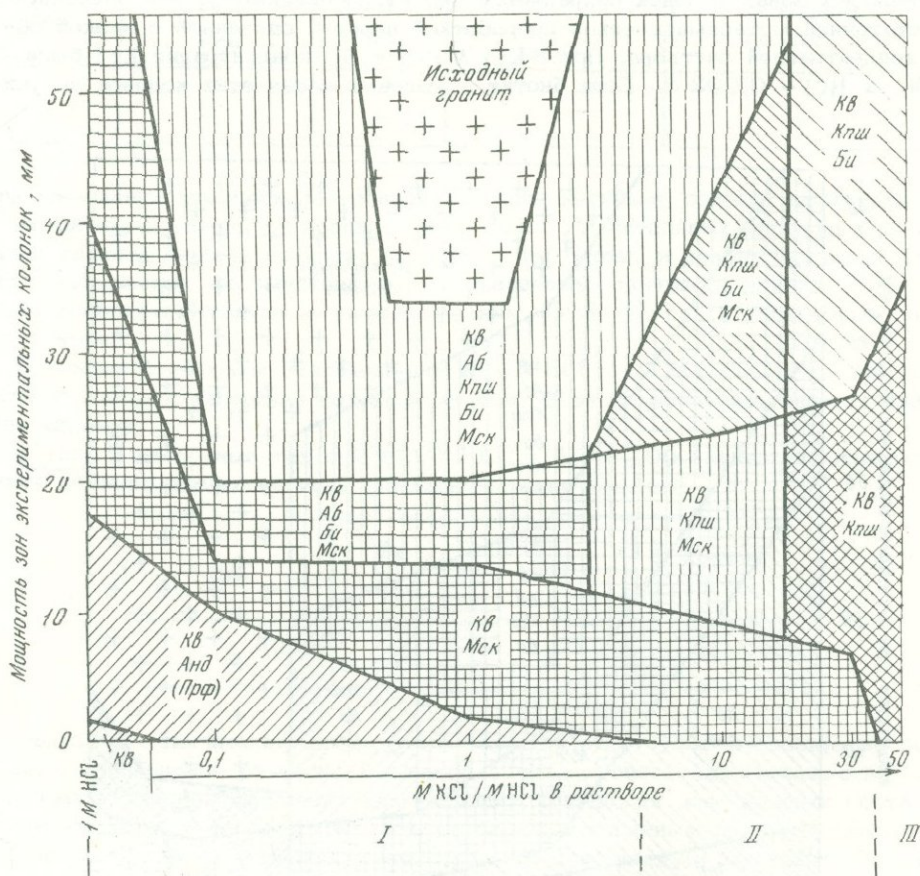 Мощность зон экспериментальных колонок, мм
50
40
30
20
10
0
Исходный
гранит
Кв
Кпш
Би
Кв
Кпш
Би
Мск
Кв
Аб
Кпш
Би
Мск
Кв
Аб
Би
Мск
Кв
Кпш
Мск
Кв
Кпш
Кв
Мск
Кв
Анд
(Прф)
Кв
1 М HCl
0,1
1
10
30
50
М KCl/М HCl в растворе
I
II
III